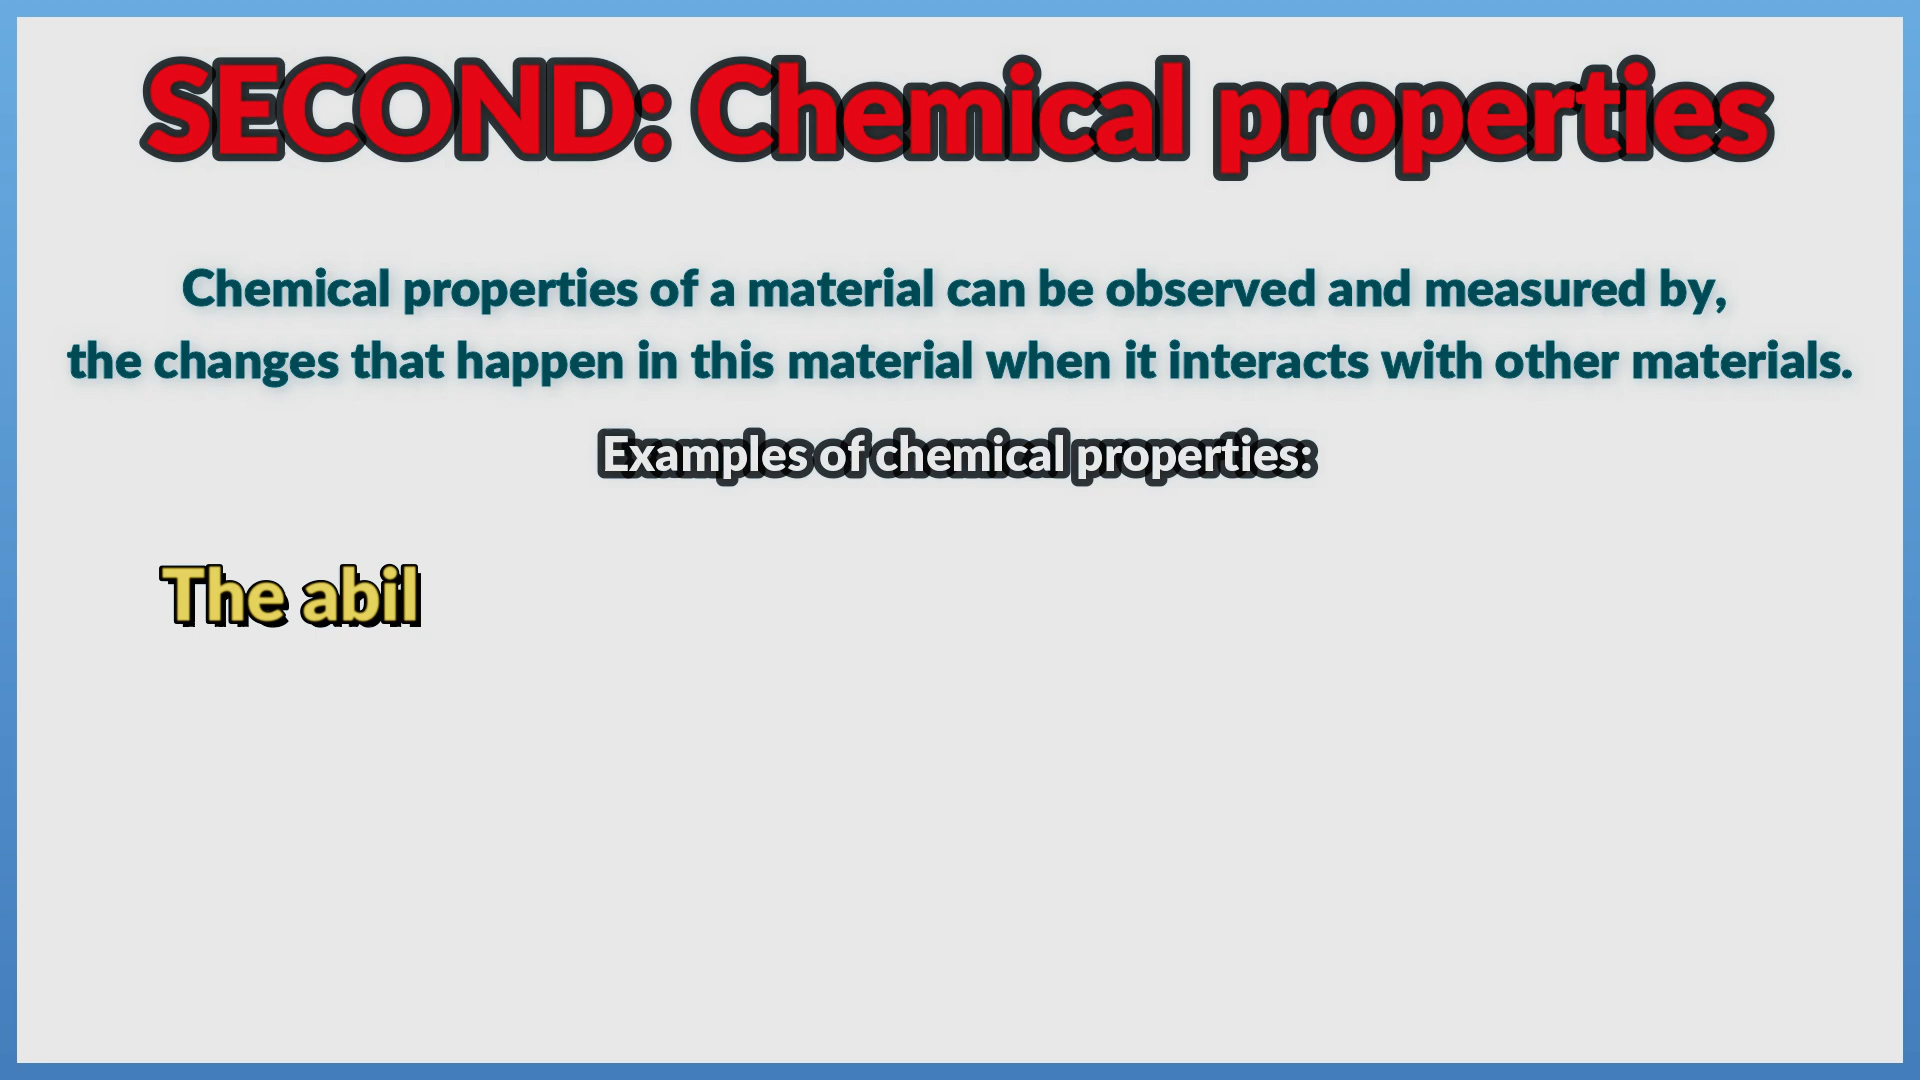 SECOND: Chemical properties
Chemical properties of a material can be observed and measured by,
the changes that happen in this material when it interacts with other materials.
Examples of chemical properties:
The abil